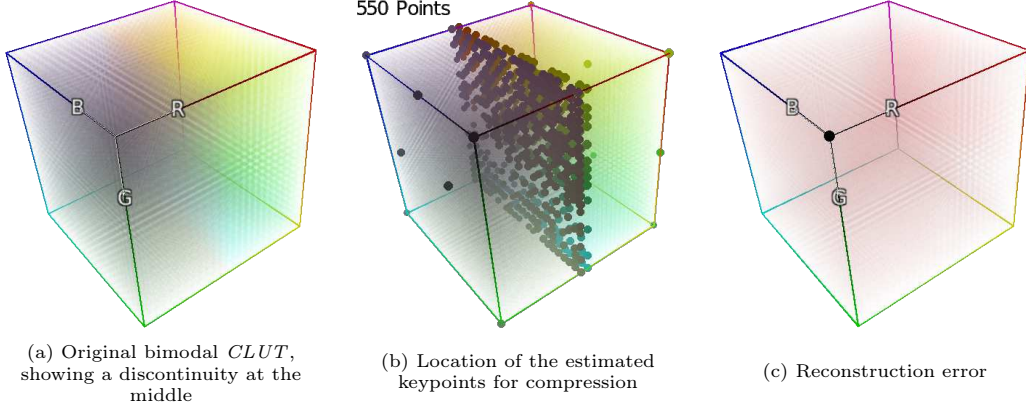 550 Points
B
R
G
B
R
G
(a) Original bimodal CLUT,
showing a discontinuity at the
middle
(b) Location of the estimated
keypoints for compression
(c) Reconstruction error